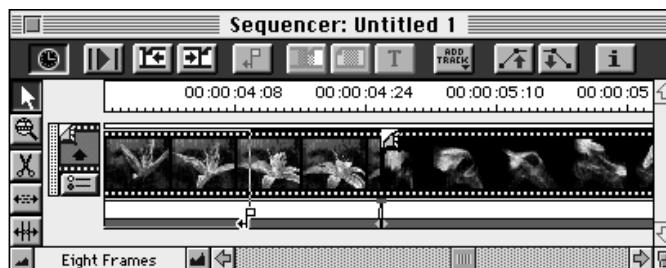 Sequencer: Untitled 1
T
ADD TRACK
i
00:00:04:08 00:00:04:24 00:00:05:10 00:00:05
Eight Frames